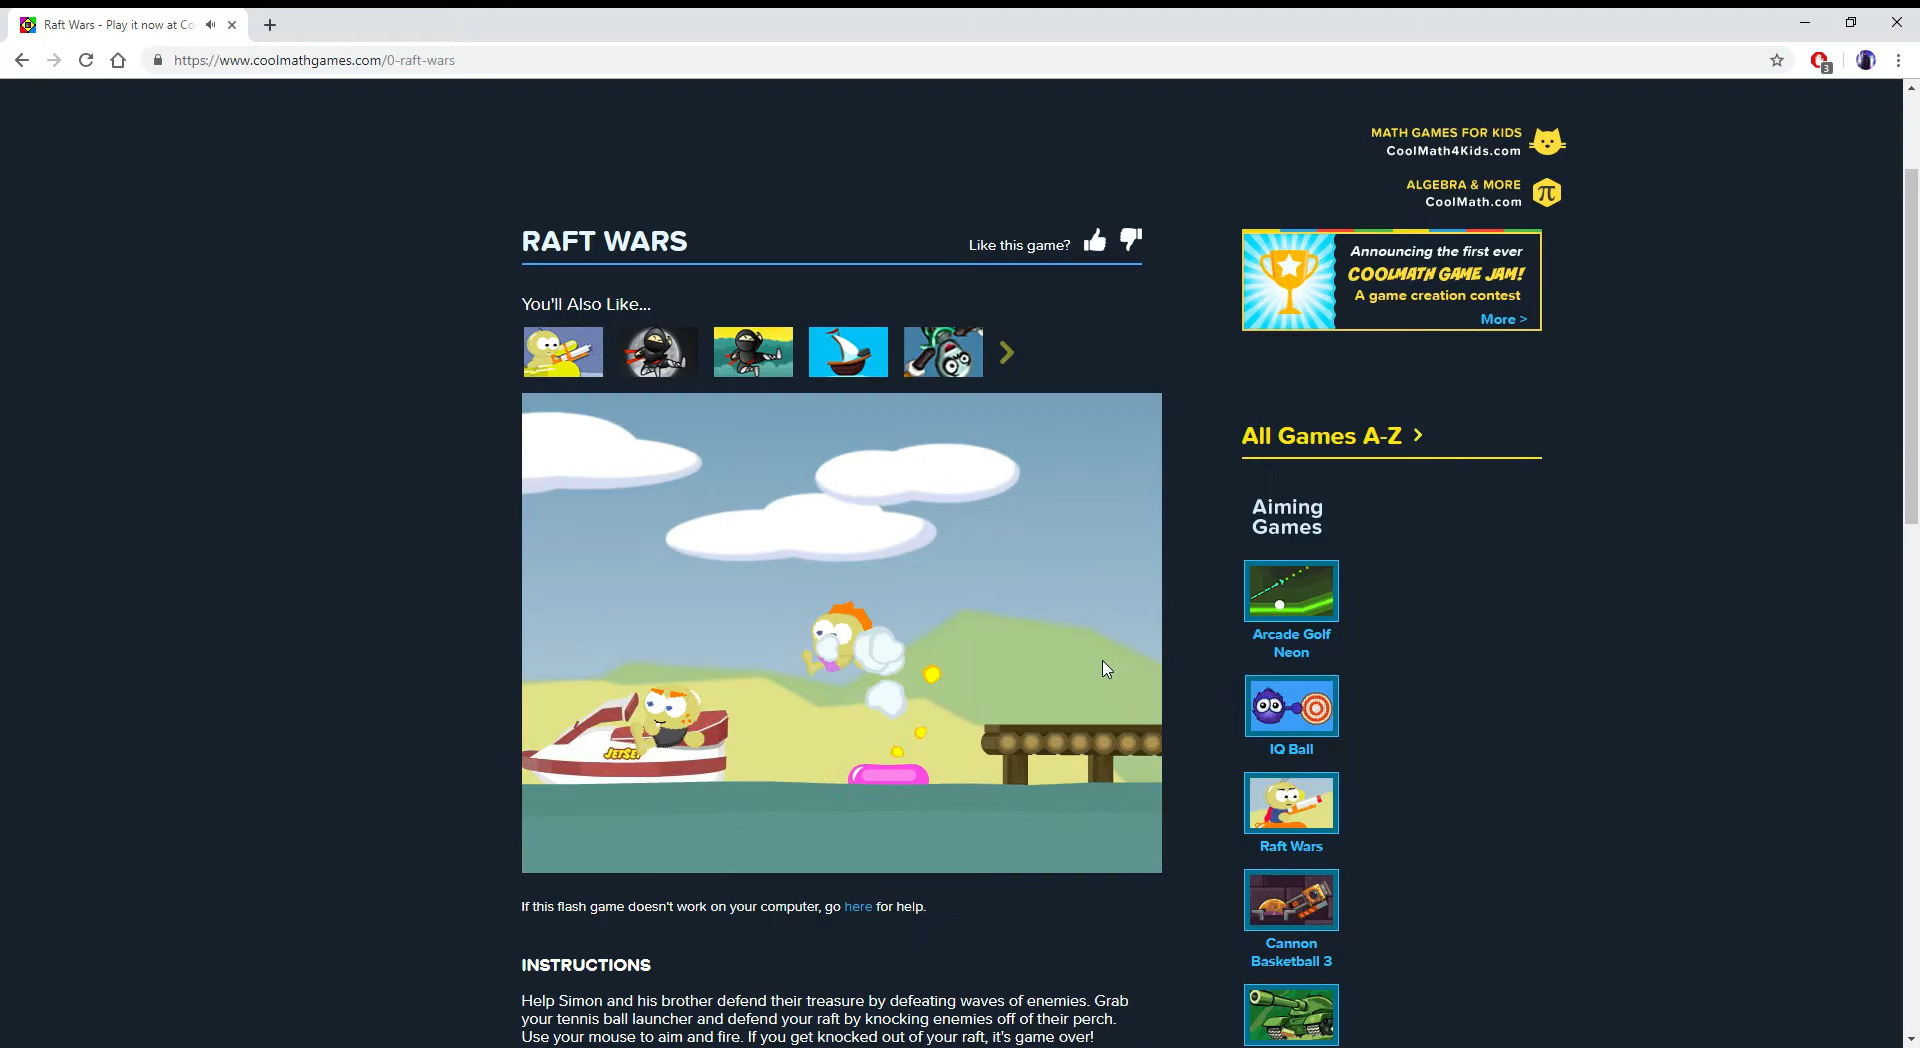 Raft Wars - Play it now at Co
https://www.coolmathgames.com/0-raft-wars
3
MATH GAMES FOR KIDS
CoolMath4Kids.com
ALGEBRA & MORE
CoolMath.com
π
RAFT WARS
Like this game?
Announcing the first ever
COOLMATH GAME JAM!
A game creation contest
More >
You'll Also Like...
All Games A-Z
Aiming
Games
Arcade Golf
Neon
IQ Ball
JETSET
Raft Wars
Cannon
Basketball 3
If this flash game doesn't work on your computer, go here for help.
INSTRUCTIONS
Help Simon and his brother defend their treasure by defeating waves of enemies. Grab
your tennis ball launcher and defend your raft by knocking enemies off of their perch.
Use your mouse to aim and fire. If you get knocked out of your raft, it's game over!